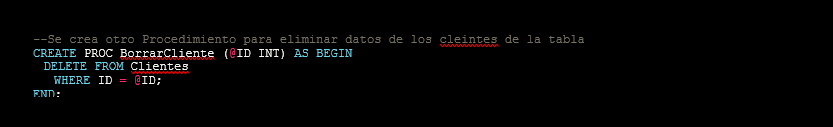 --Se crea otro Procedimiento para eliminar datos de los cleintes de la tabla
CREATE PROC BorrarCliente (@ID INT) AS BEGIN
DELETE FROM Clientes
WHERE ID = @ID;
END;